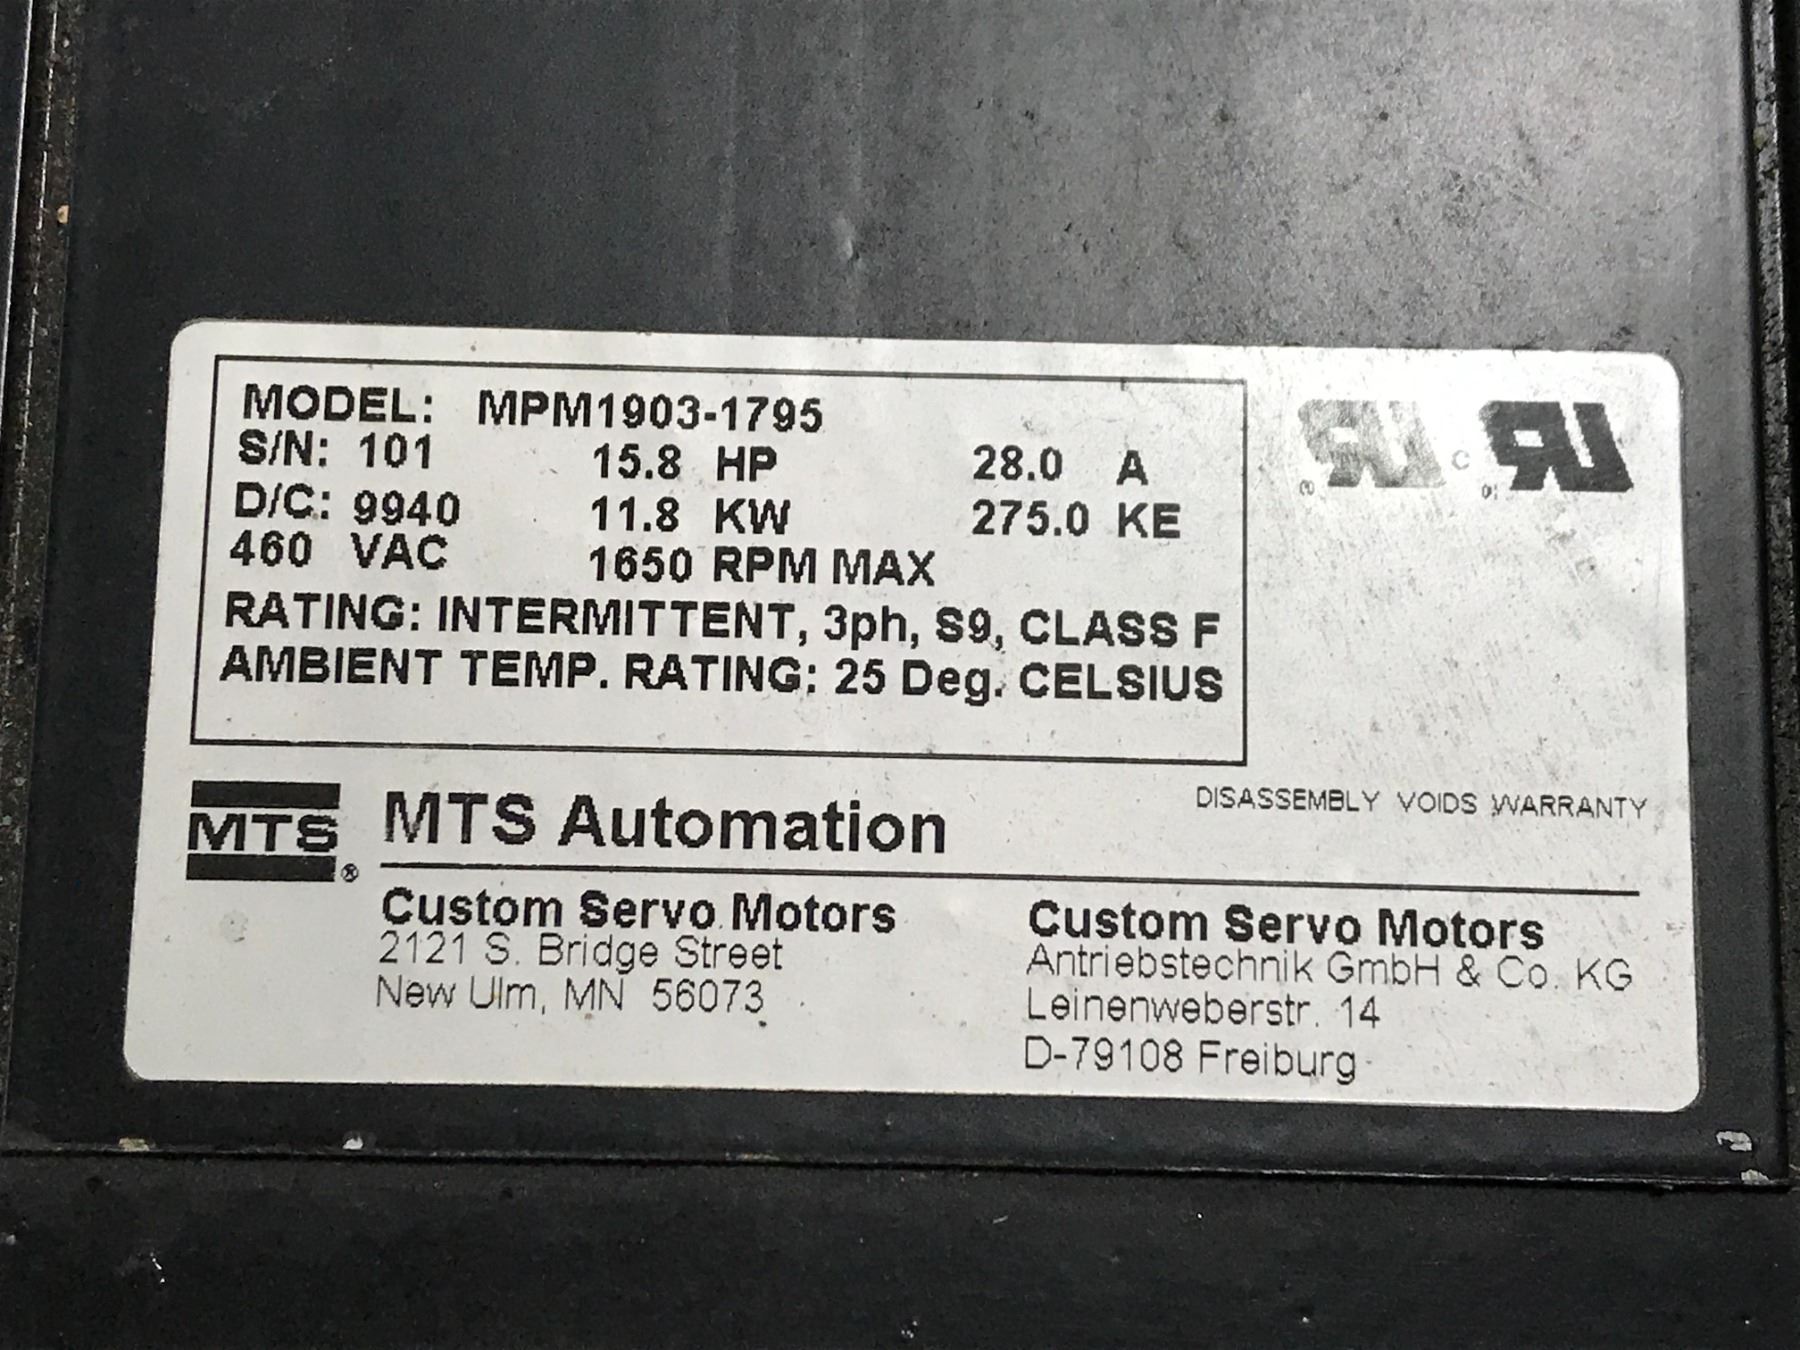 MODEL: MPM1903-1795
S/N: 101 15.8 HP 28.0 A
D/C: 9940 11.8 KW 275.0 KE
460 VAC 1650 RPM MAX
RATING: INTERMITTENT, 3ph, S9, CLASS F
AMBIENT TEMP. RATING: 25 Deg. CELSIUS
DISASSEMBLY VOIDS WARRANTY
MTS ® MTS Automation
Custom Servo Motors
2121 S. Bridge Street
New Ulm, MN 56073
Custom Servo Motors
Antriebstechnik GmbH & Co. KG
Leinenweberstr. 14
D-79108 Freiburg